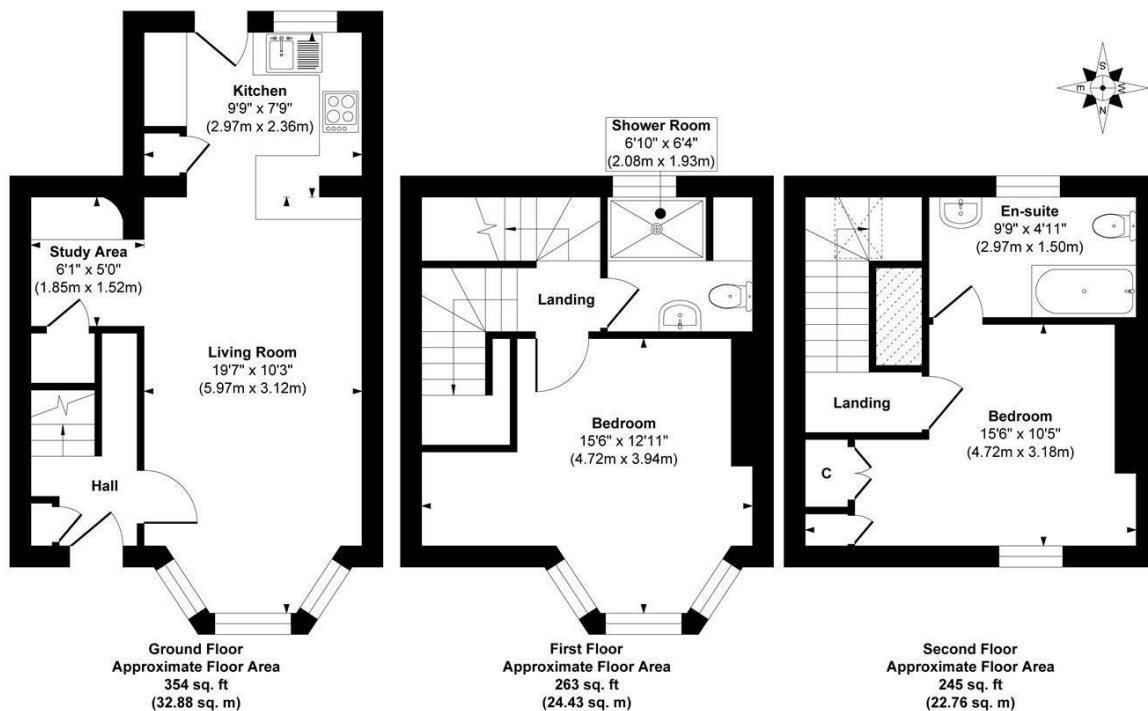 Kitchen
9'9" x 7'9"
(2.97m x 2.36m)
Study Area
6'1" x 5'0"
(1.85m x 1.52m)
Living Room
19'7" x 10'3"
(5.97m x 3.12m)
Hall
Ground Floor
Approximate Floor Area
354 sq. ft
(32.88 sq. m)
Shower Room
6'10" x 6'4"
(2.08m x 1.93m)
Landing
Bedroom
15'6" x 12'11"
(4.72m x 3.94m)
First Floor
Approximate Floor Area
263 sq. ft
(24.43 sq. m)
S
E
W
N
En-suite
9'9" x 4'11"
(2.97m x 1.50m)
Landing
Bedroom
15'6" x 10'5"
(4.72m x 3.18m)
C
Second Floor
Approximate Floor Area
245 sq. ft
(22.76 sq. m)